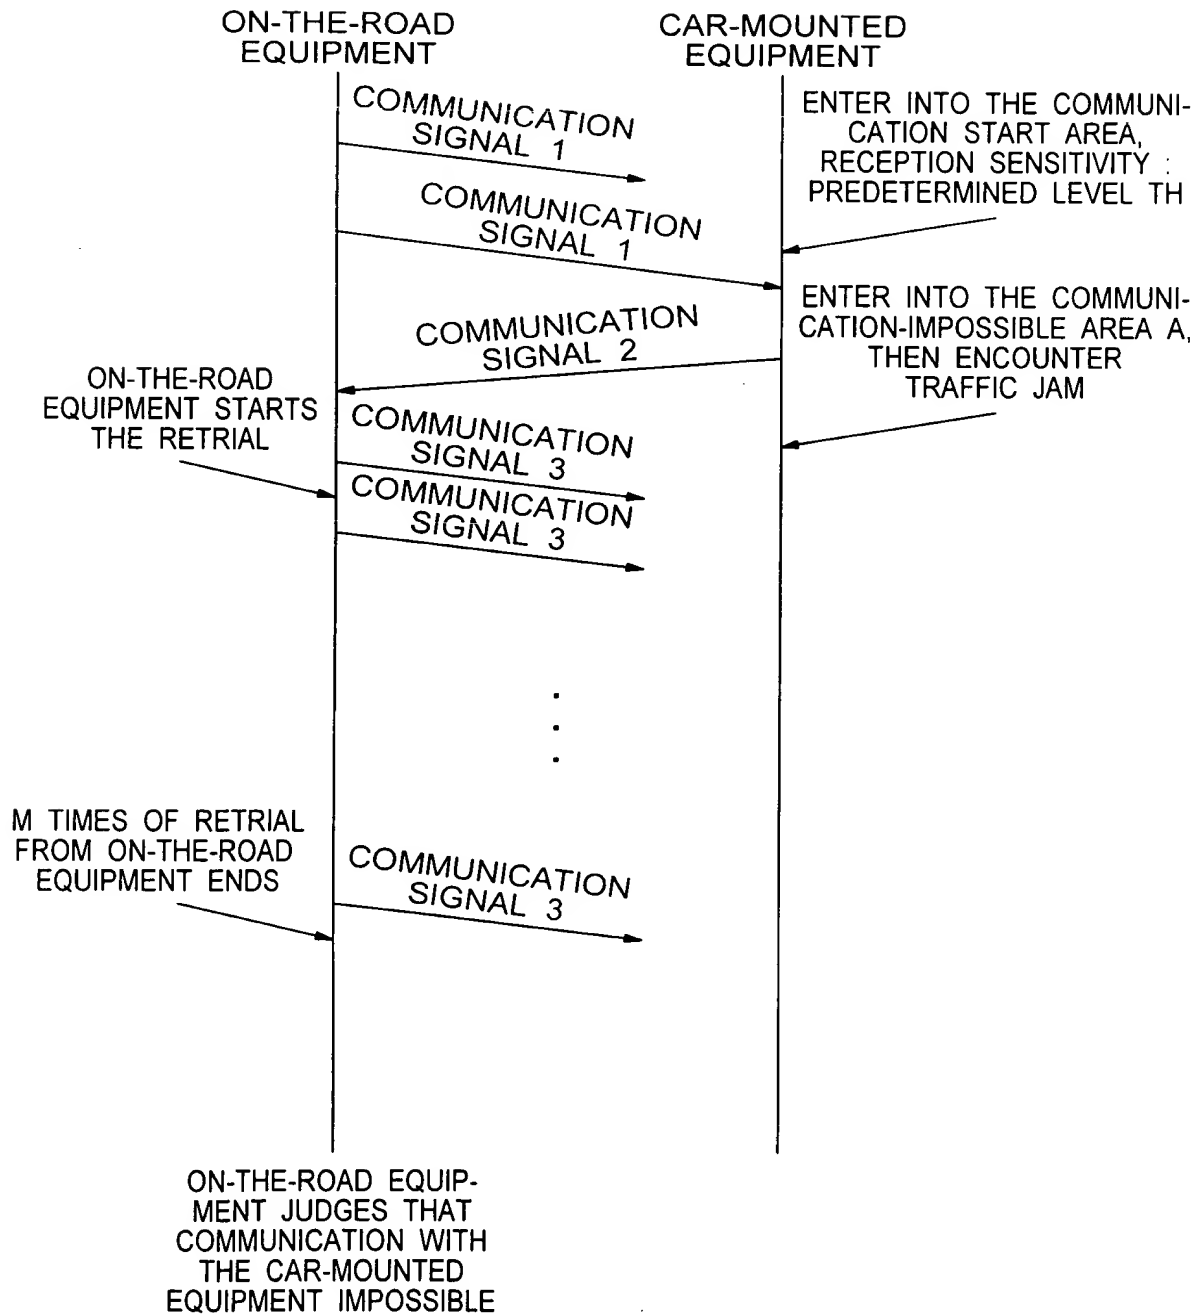 ON-THE-ROAD
EQUIPMENT
CAR-MOUNTED
EQUIPMENT
COMMUNICATION
SIGNAL 1
ENTER INTO THE COMMUNI-
CATION START AREA,
RECEPTION SENSITIVITY :
PREDETERMINED LEVEL TH
COMMUNICATION
SIGNAL 1
ENTER INTO THE COMMUNI-
CATION-IMPOSSIBLE AREA A,
THEN ENCOUNTER
TRAFFIC JAM
COMMUNICATION
SIGNAL 2
ON-THE-ROAD
EQUIPMENT STARTS
THE RETRIAL
COMMUNICATION
SIGNAL 3
COMMUNICATION
SIGNAL 3
M TIMES OF RETRIAL
FROM ON-THE-ROAD
EQUIPMENT ENDS
COMMUNICATION
SIGNAL 3
ON-THE-ROAD EQUIP-
MENT JUDGES THAT
COMMUNICATION WITH
THE CAR-MOUNTED
EQUIPMENT IMPOSSIBLE